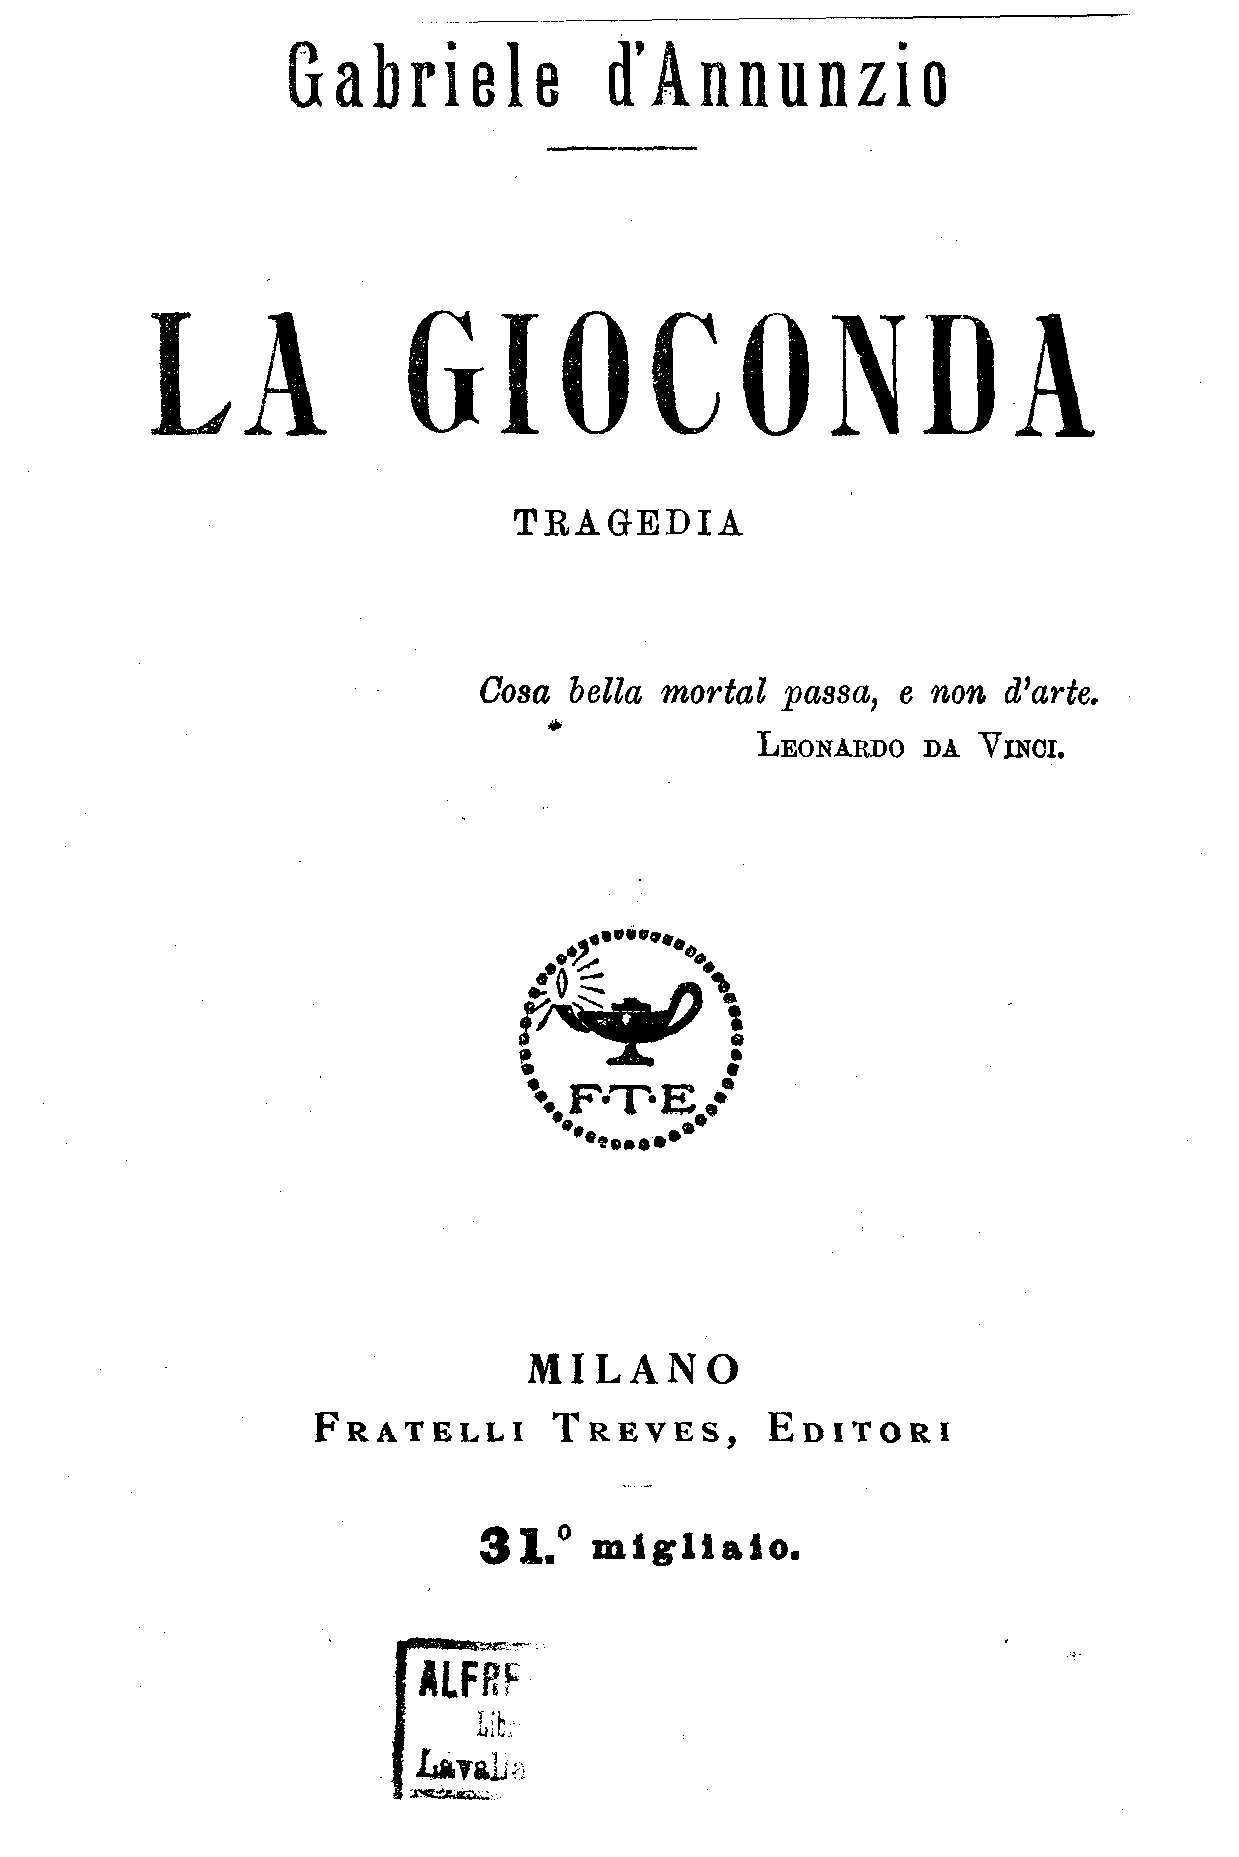 Gabriele d'Annunzio
LA GIOCONDA
TRAGEDIA
Cosa bella mortal passa, e non d'arte.
LEONARDO DA VINCI.
F·T·E
MILANO
FRATELLI TREVES, EDITORI
31.º migliaio.